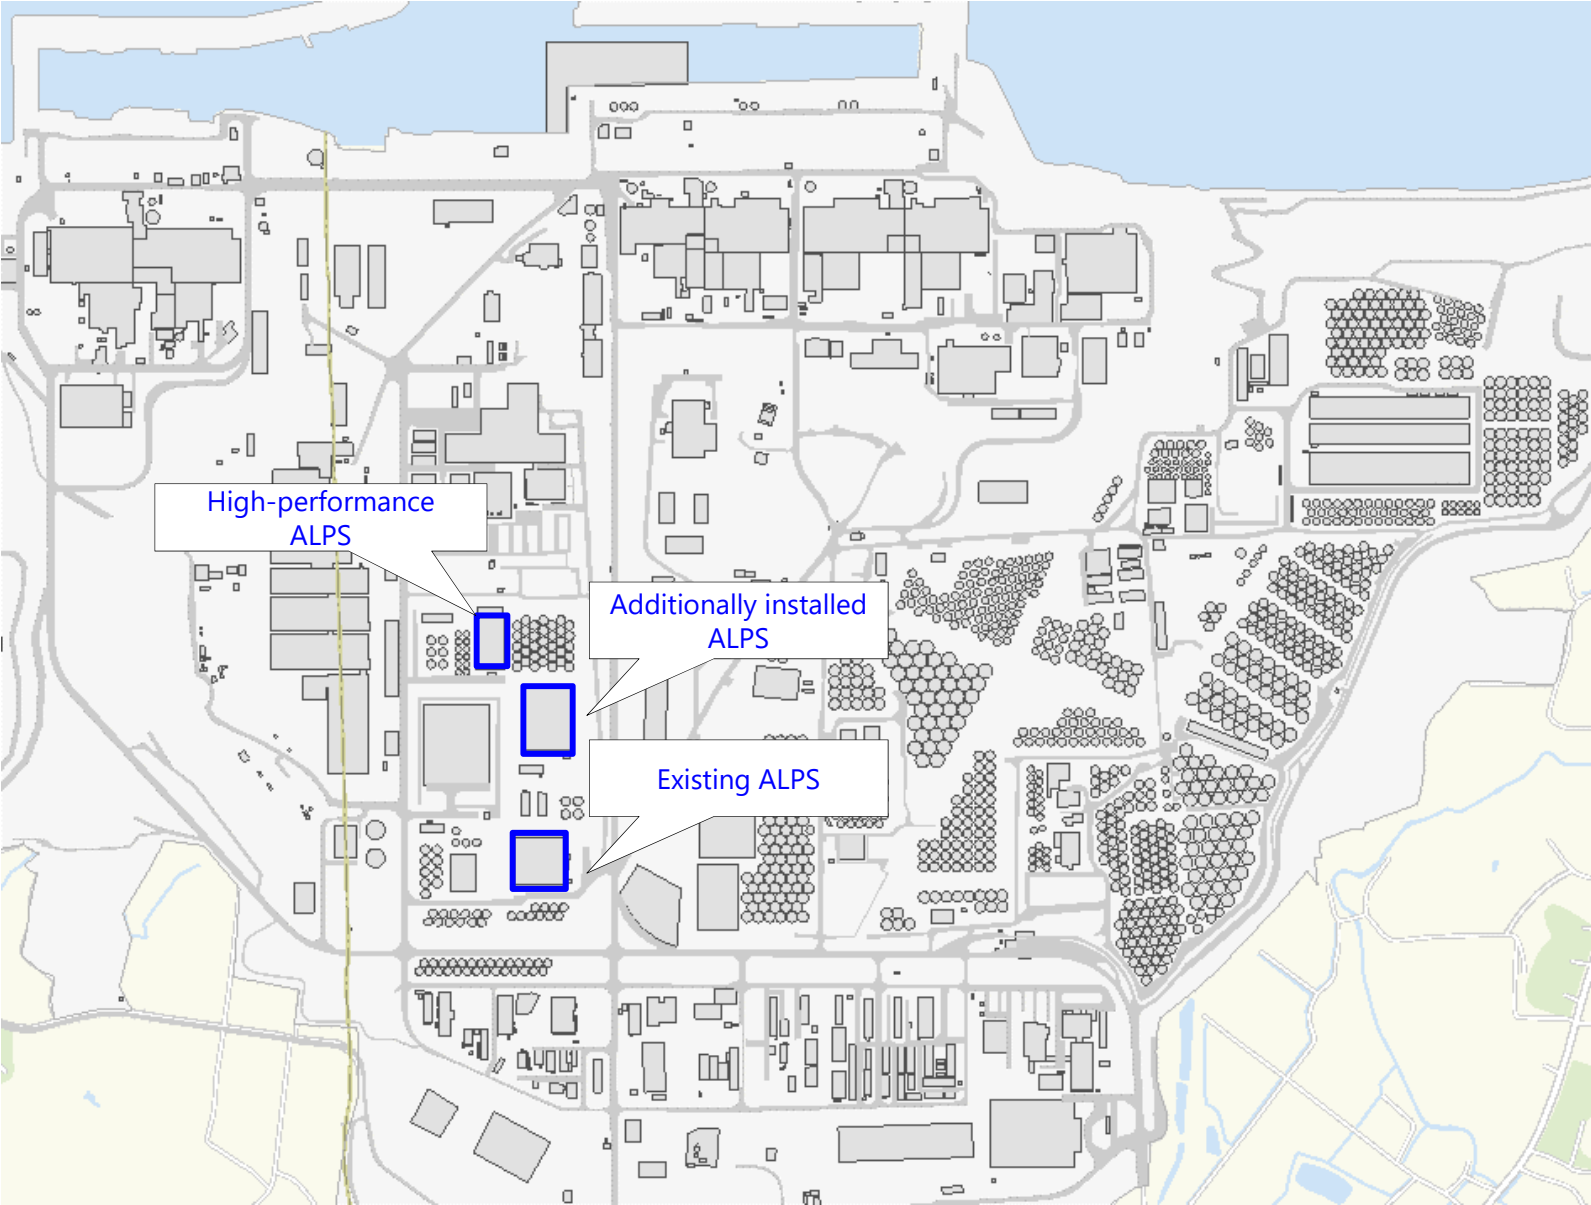 High-performance
ALPS
Additionally installed
ALPS
Existing ALPS